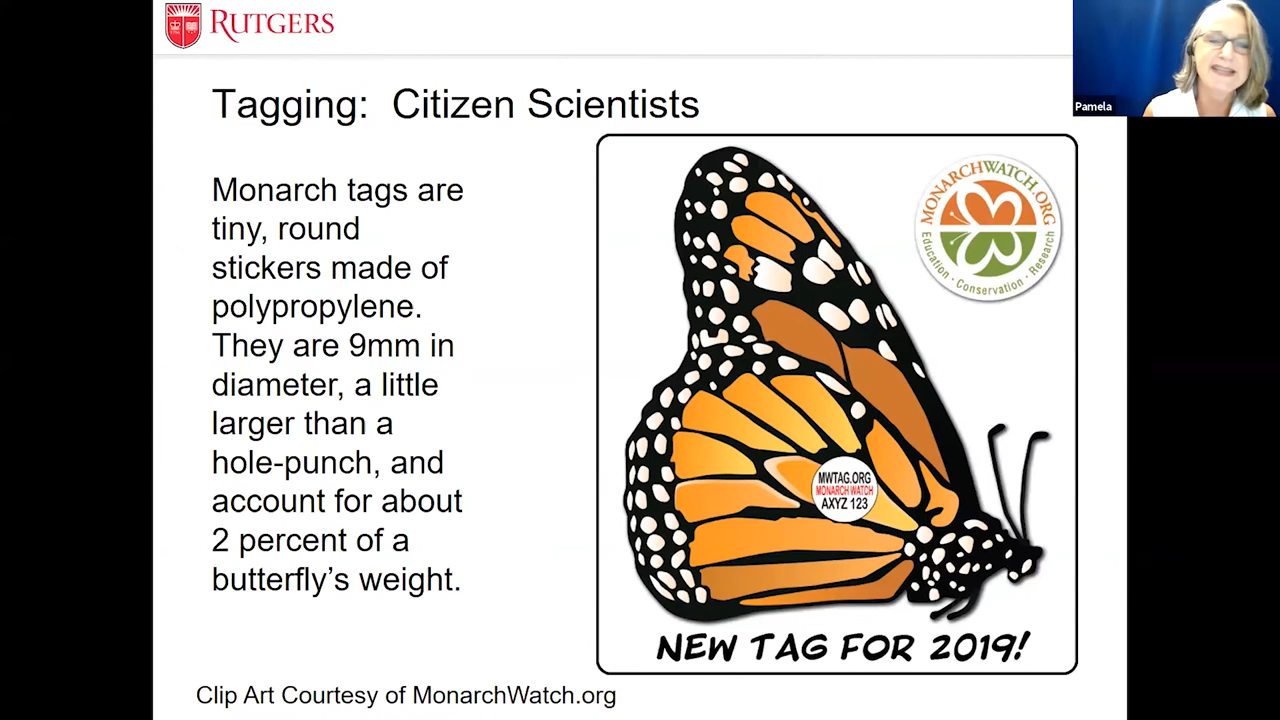 RUTGERS
Pamela
Tagging: Citizen Scientists
Monarch tags are
tiny, round
stickers made of
polypropylene.
They are 9mm in
diameter, a little
larger than a
hole-punch, and
account for about
2 percent of a
butterfly’s weight.
MONARCHWATCH.ORG
Education · Conservation · Research
MWTAG.ORG
MONARCH WATCH
AXYZ 123
NEW TAG FOR 2019!
Clip Art Courtesy of MonarchWatch.org